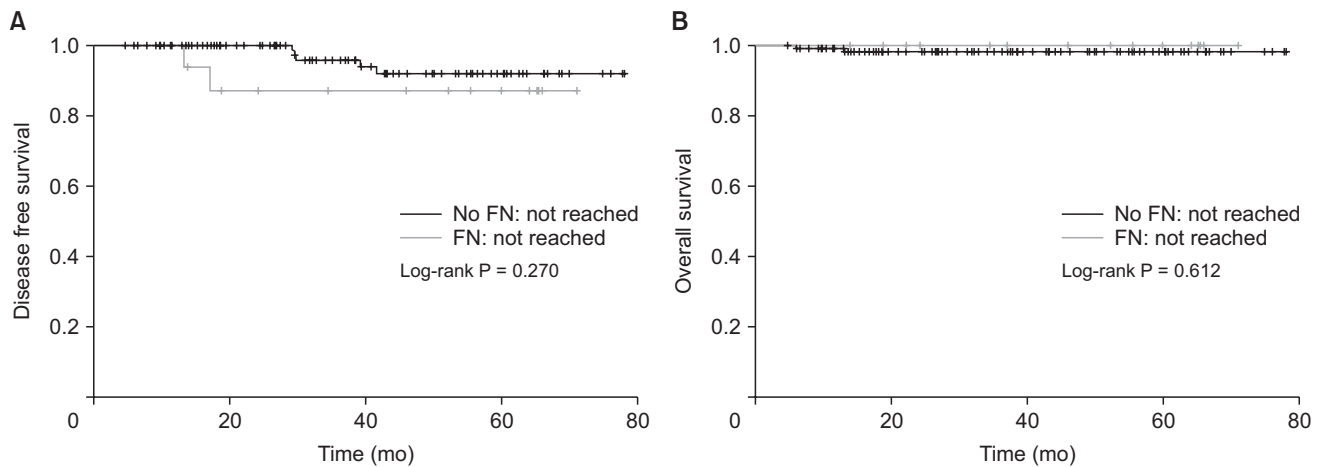 A
1.0
0.8
0.6
0.4
0.2
0
20
40
60
80
Disease free survival
Time (mo)
No FN: not reached
FN: not reached
Log-rank P = 0.270
B
1.0
0.8
0.6
0.4
0.2
0
20
40
60
80
Overall survival
Time (mo)
No FN: not reached
FN: not reached
Log-rank P = 0.612